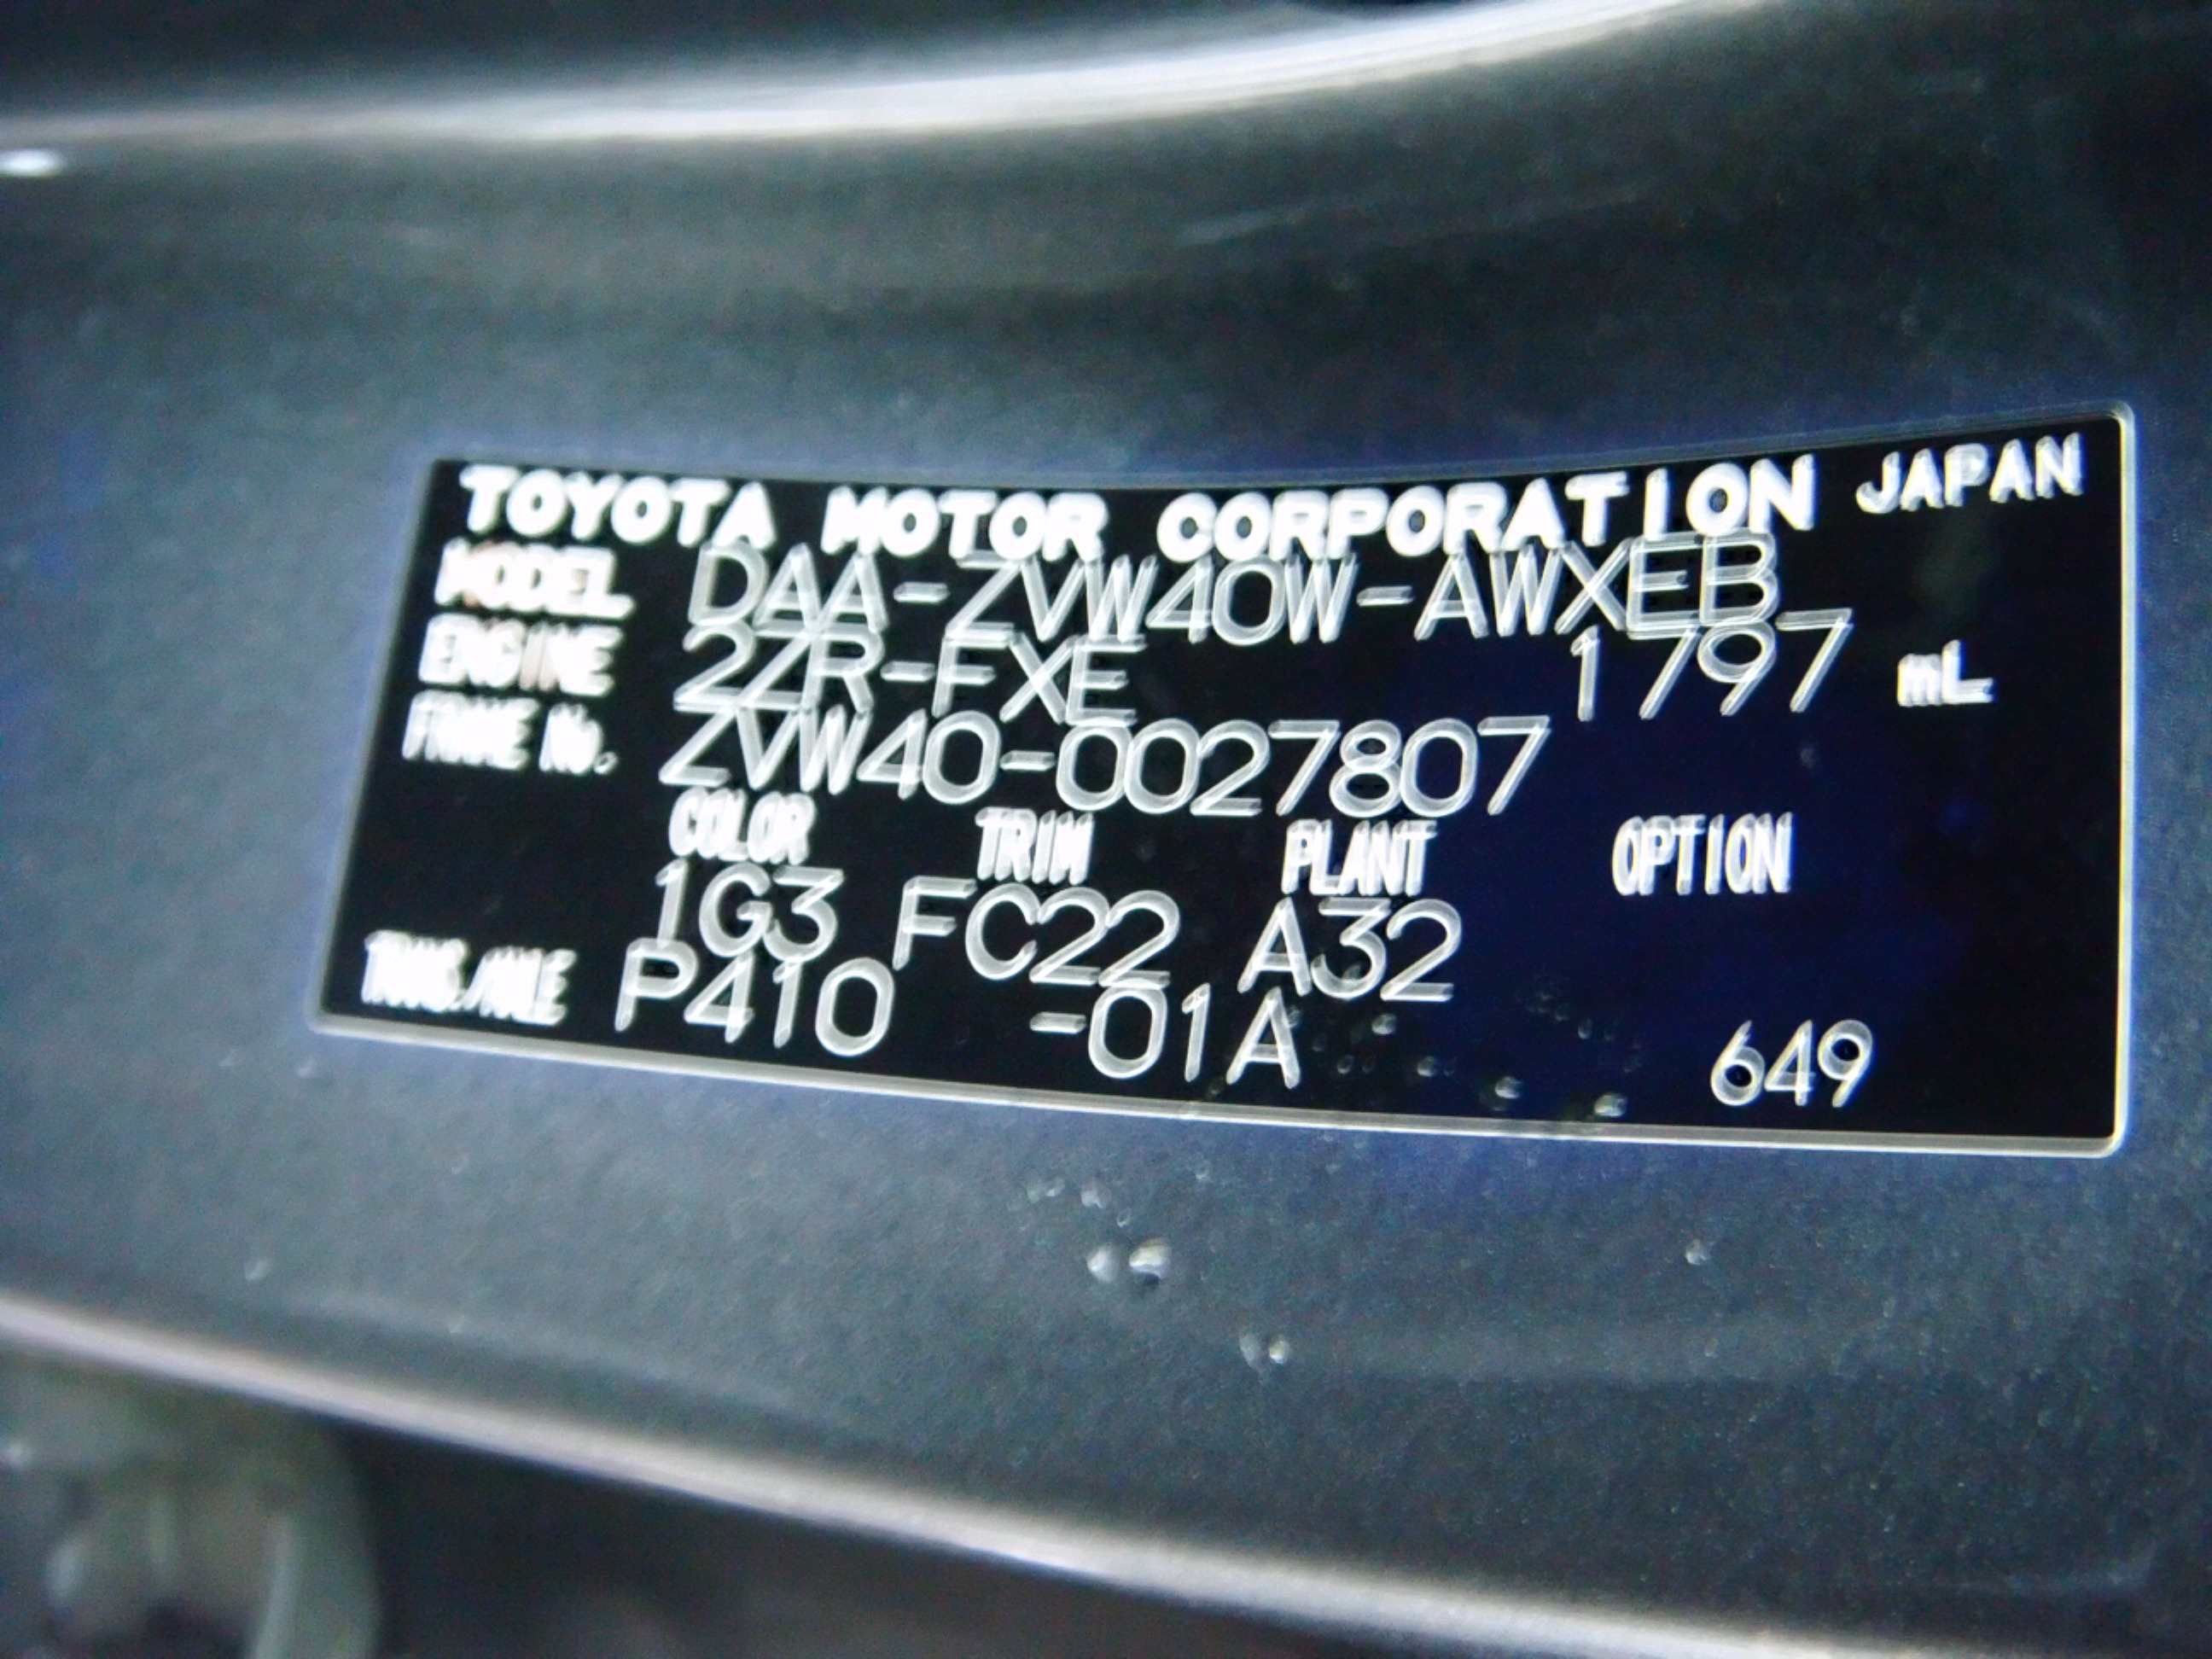 TOYOTA MOTOR CORPORATION JAPAN
MODEL DAA-ZVW40W-AWXEB
ENGINE 2ZR-FXE 1797 mL
FRAME No. ZVW40-0027807
COLOR TRIM PLANT OPTION
1G3 FC22 A32
TRANS./AXLE P410 -01A 649